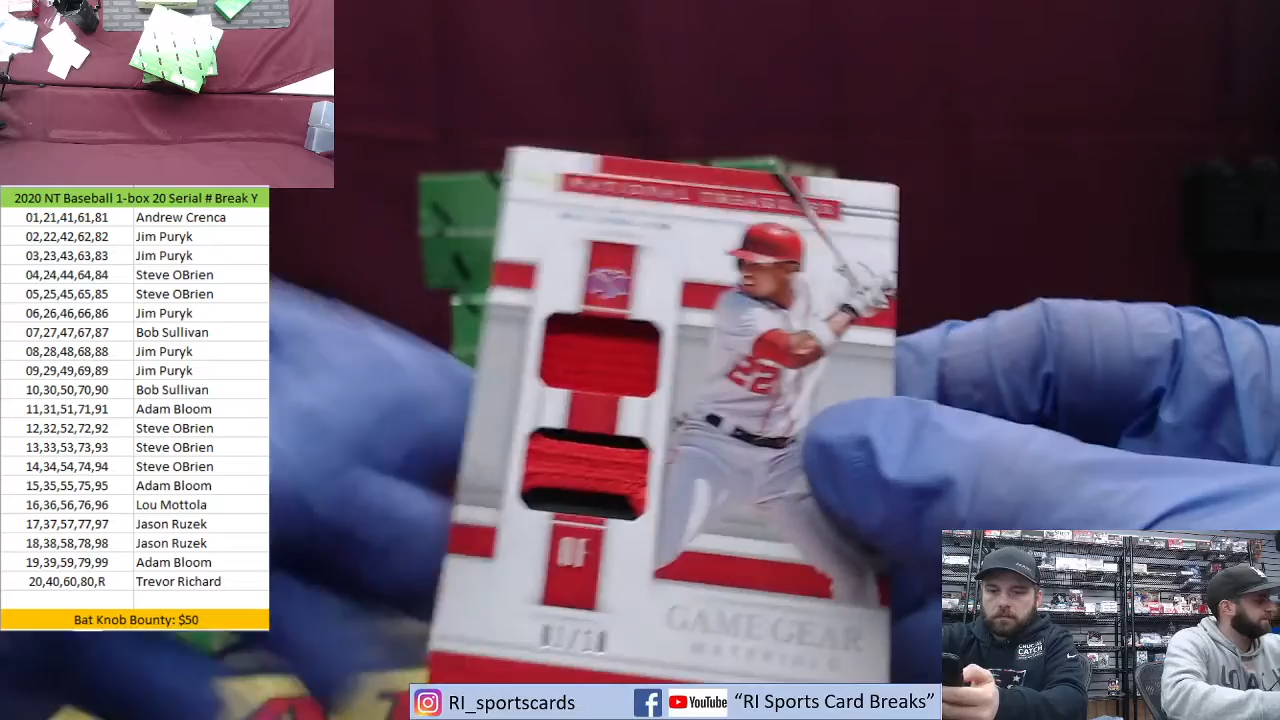 2020 NT Baseball 1-box 20 Serial # Break Y
01,21,41,61,81 Andrew Crenca
02,22,42,62,82 Jim Puryk
03,23,43,63,83 Jim Puryk
04,24,44,64,84 Steve OBrien
05,25,45,65,85 Steve OBrien
06,26,46,66,86 Jim Puryk
07,27,47,67,87 Bob Sullivan
08,28,48,68,88 Jim Puryk
09,29,49,69,89 Jim Puryk
10,30,50,70,90 Bob Sullivan
11,31,51,71,91 Adam Bloom
12,32,52,72,92 Steve OBrien
13,33,53,73,93 Steve OBrien
14,34,54,74,94 Steve OBrien
15,35,55,75,95 Adam Bloom
16,36,56,76,96 Lou Mottola
17,37,57,77,97 Jason Ruzek
18,38,58,78,98 Jason Ruzek
19,39,59,79,99 Adam Bloom
20,40,60,80,R Trevor Richard
Bat Knob Bounty: $50
NATIONAL TREASURES
22
OF
GAME GEAR
MATERIALS
CRUCIAL
CATCH
RI_sportscards
YouTube
“RI Sports Card Breaks”